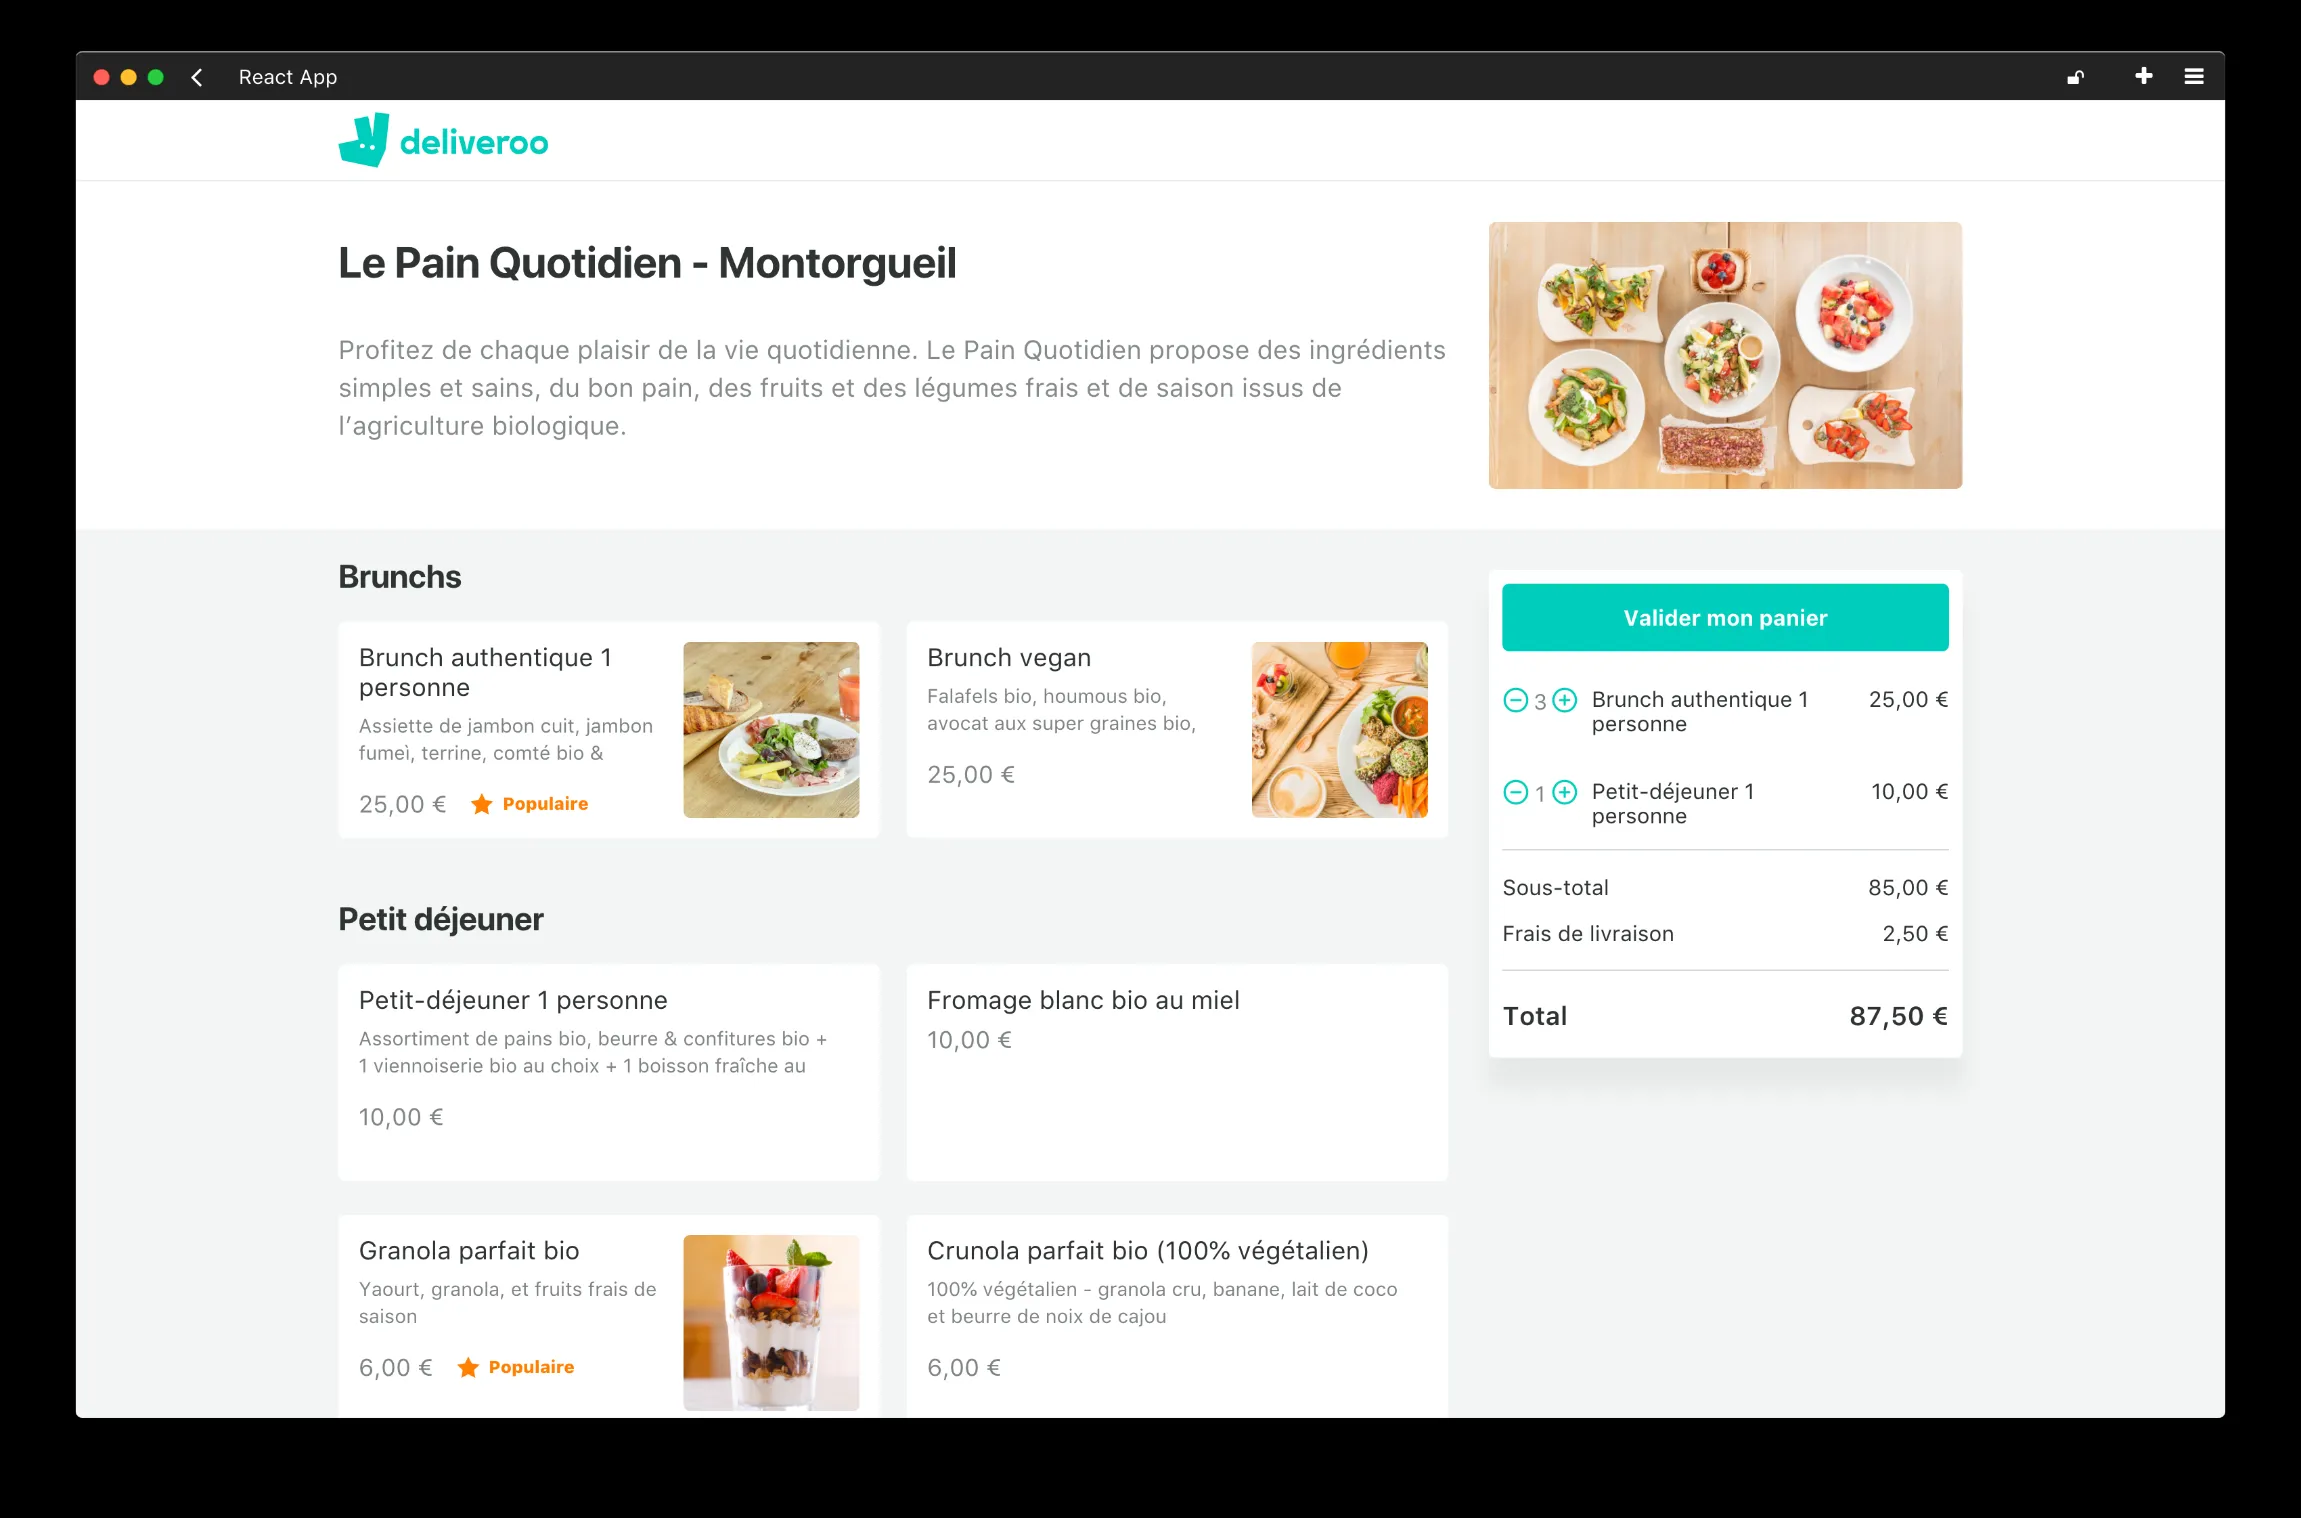 React App
deliveroo
Le Pain Quotidien - Montorgueil
Profitez de chaque plaisir de la vie quotidienne. Le Pain Quotidien propose des ingrédients
simples et sains, du bon pain, des fruits et des légumes frais et de saison issus de
l’agriculture biologique.
Brunchs
Brunch authentique 1
personne
Assiette de jambon cuit, jambon
fumeì, terrine, comté bio &
25,00 € Populaire
Brunch vegan
Falafels bio, houmous bio,
avocat aux super graines bio,
25,00 €
Petit déjeuner
Petit-déjeuner 1 personne
Assortiment de pains bio, beurre & confitures bio +
1 viennoiserie bio au choix + 1 boisson fraîche au
10,00 €
Fromage blanc bio au miel
10,00 €
Granola parfait bio
Yaourt, granola, et fruits frais de
saison
6,00 € Populaire
Crunola parfait bio (100% végétalien)
100% végétalien - granola cru, banane, lait de coco
et beurre de noix de cajou
6,00 €
Valider mon panier
3 Brunch authentique 1 25,00 €
personne
1 Petit-déjeuner 1 10,00 €
personne
Sous-total 85,00 €
Frais de livraison 2,50 €
Total 87,50 €